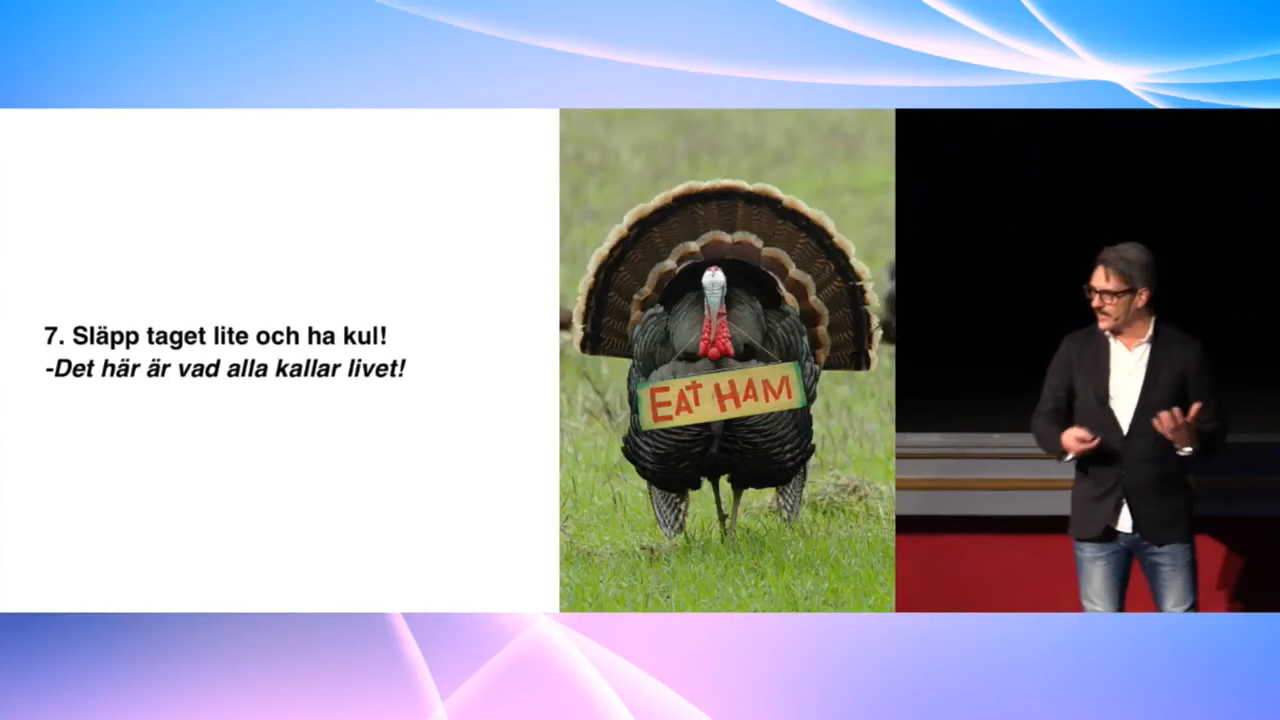 7. Släpp taget lite och ha kul!
-Det här är vad alla kallar livet!
EAT HAM